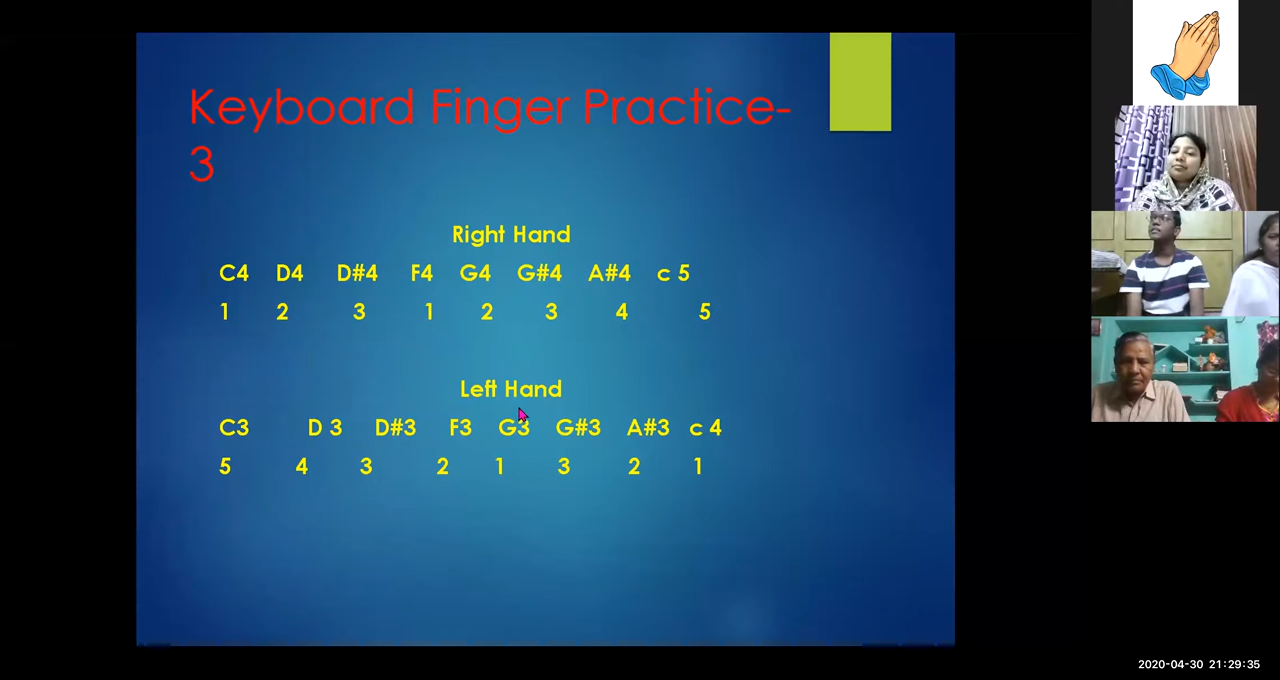 Keyboard Finger Practice-
3
Right Hand
C4 D4 D#4 F4 G4 G#4 A#4 c 5
1 2 3 1 2 3 4 5
Left Hand
C3 D 3 D#3 F3 G3 G#3 A#3 c 4
5 4 3 2 1 3 2 1
2020-04-30 21:29:35